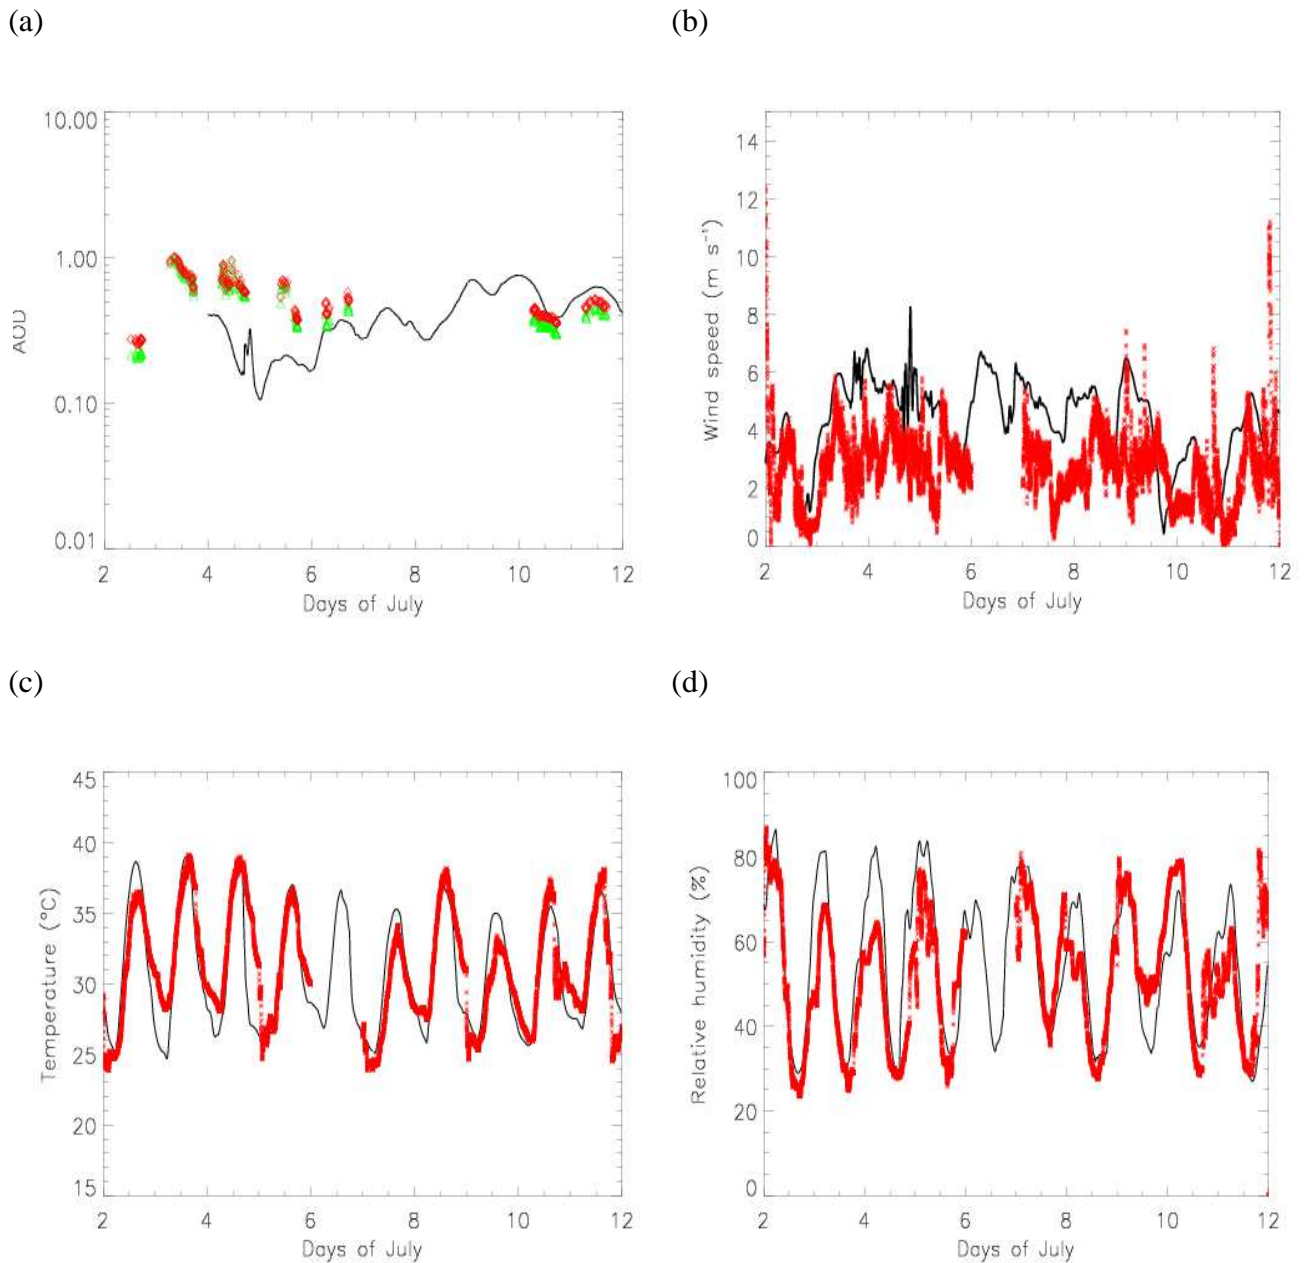 (a)
(b)
10.00
1.00
0.10
0.01
AOD
2 4 6 8 10 12
Days of July
14
12
10
8
6
4
2
0
Wind speed (m s⁻¹)
2 4 6 8 10 12
Days of July
(c)
(d)
45
40
35
30
25
20
15
Temperature (°C)
2 4 6 8 10 12
Days of July
100
80
60
40
20
0
Relative humidity (%)
2 4 6 8 10 12
Days of July